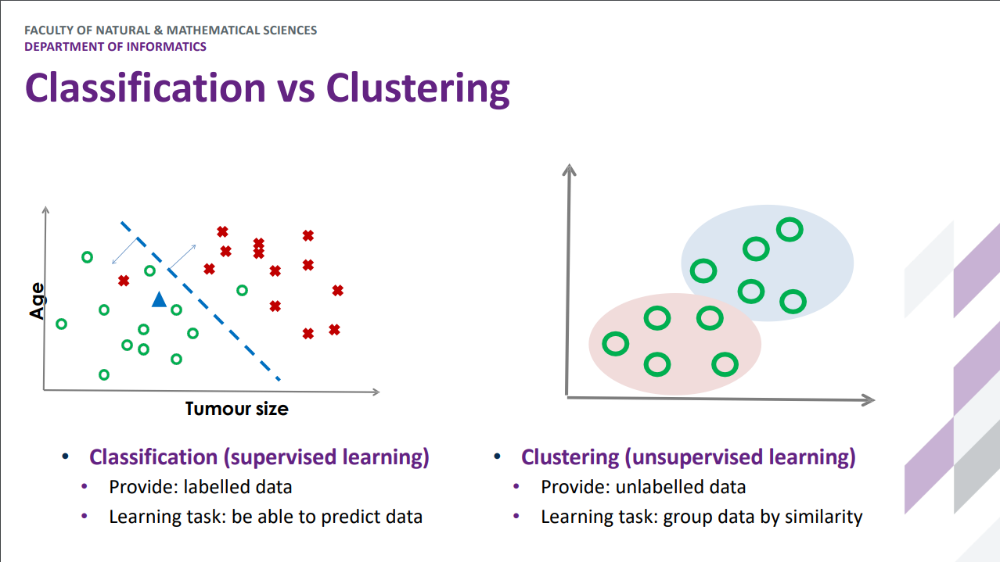 FACULTY OF NATURAL & MATHEMATICAL SCIENCES
DEPARTMENT OF INFORMATICS
Classification vs Clustering
Age
Tumour size
• Classification (supervised learning)
• Provide: labelled data
• Learning task: be able to predict data
• Clustering (unsupervised learning)
• Provide: unlabelled data
• Learning task: group data by similarity